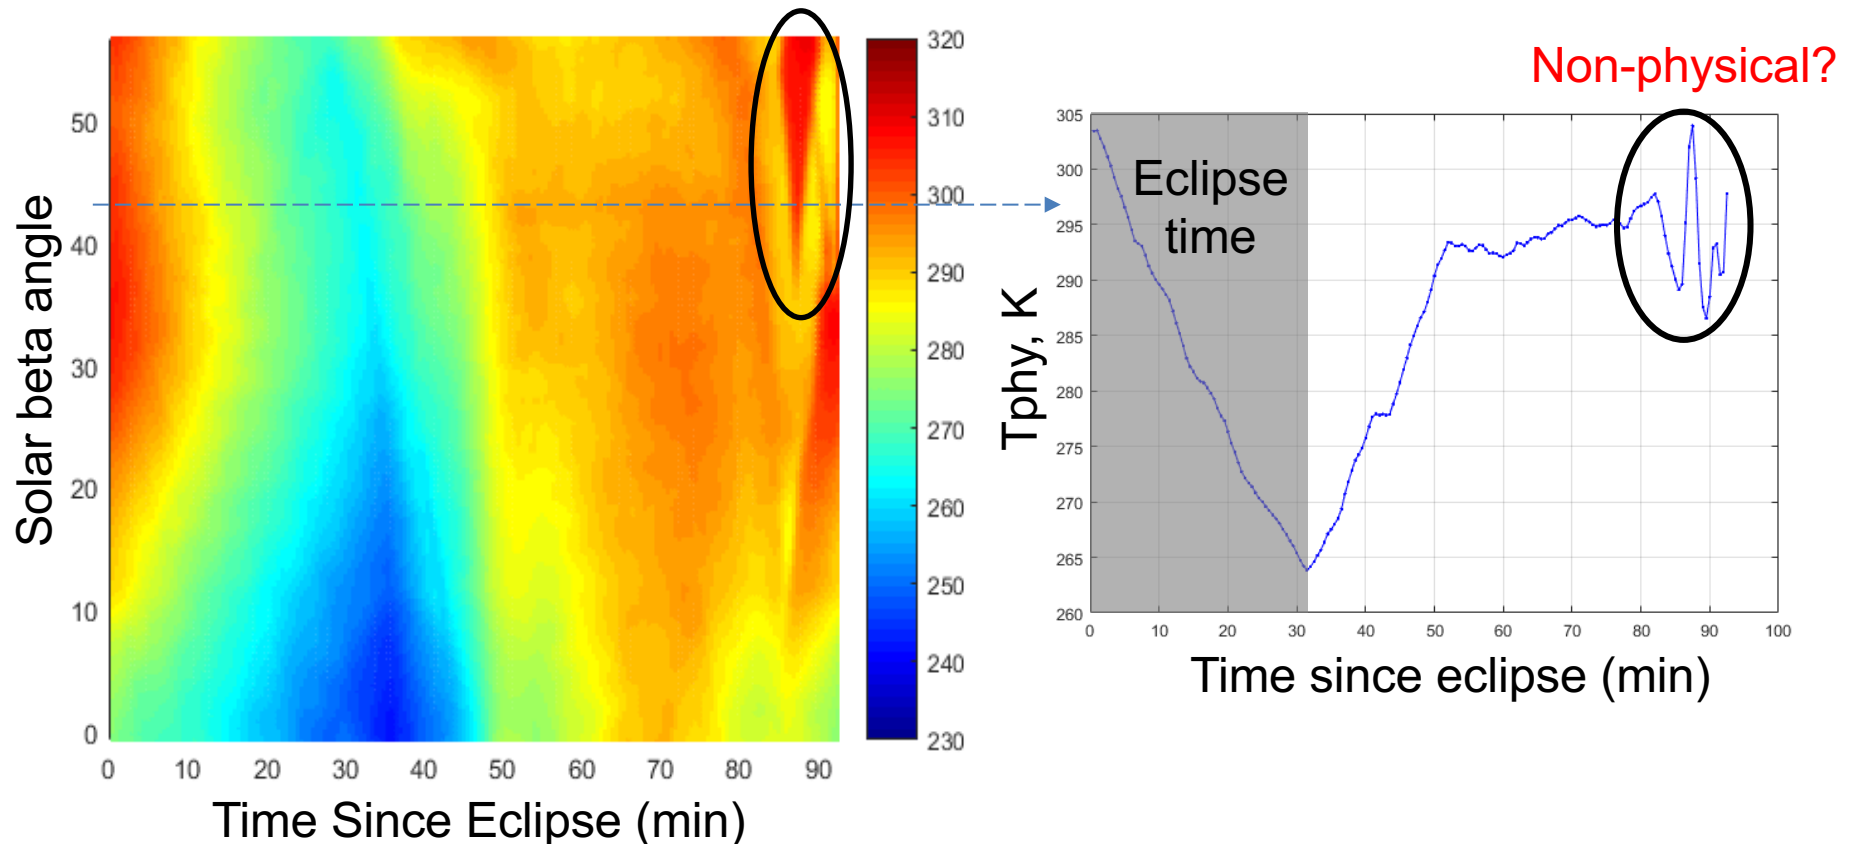 Non-physical?
Solar beta angle
50
40
30
20
10
0
0 10 20 30 40 50 60 70 80 90
Time Since Eclipse (min)
320
310
300
290
280
270
260
250
240
230
Eclipse
time
Tphy, K
305
300
295
290
285
280
275
270
265
260
0 10 20 30 40 50 60 70 80 90 100
Time since eclipse (min)